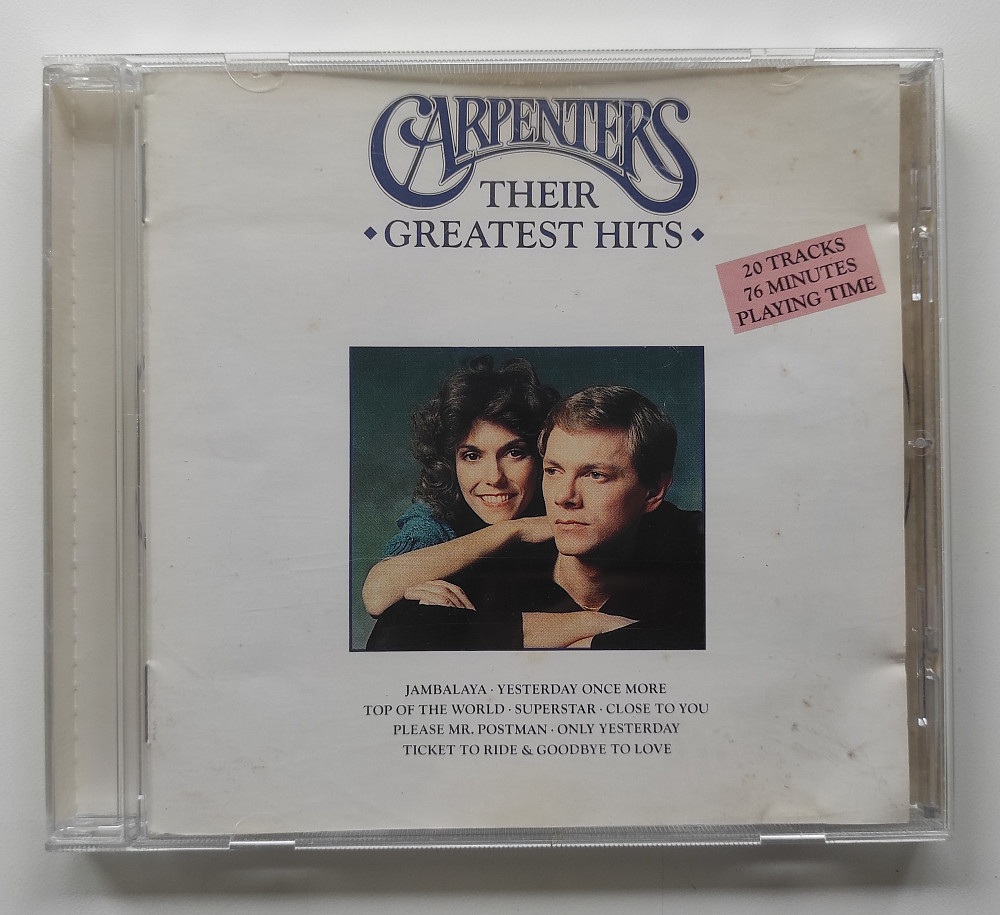 CARPENTERS
THEIR
◆ GREATEST HITS ◆
20 TRACKS
76 MINUTES
PLAYING TIME
JAMBALAYA · YESTERDAY ONCE MORE
TOP OF THE WORLD · SUPERSTAR · CLOSE TO YOU
PLEASE MR. POSTMAN · ONLY YESTERDAY
TICKET TO RIDE & GOODBYE TO LOVE